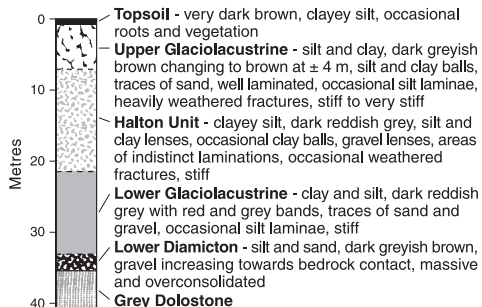 0
Topsoil - very dark brown, clayey silt, occasional
roots and vegetation
Upper Glaciolacustrine - silt and clay, dark greyish
brown changing to brown at ± 4 m, silt and clay balls,
traces of sand, well laminated, occasional silt laminae,
heavily weathered fractures, stiff to very stiff
10
Halton Unit - clayey silt, dark reddish grey, silt and
clay lenses, occasional clay balls, gravel lenses, areas
of indistinct laminations, occasional weathered
fractures, stiff
Metres
20
Lower Glaciolacustrine - clay and silt, dark reddish
grey with red and grey bands, traces of sand and
gravel, occasional silt laminae, stiff
30
Lower Diamicton - silt and sand, dark greyish brown,
gravel increasing towards bedrock contact, massive
and overconsolidated
40
Grey Dolostone